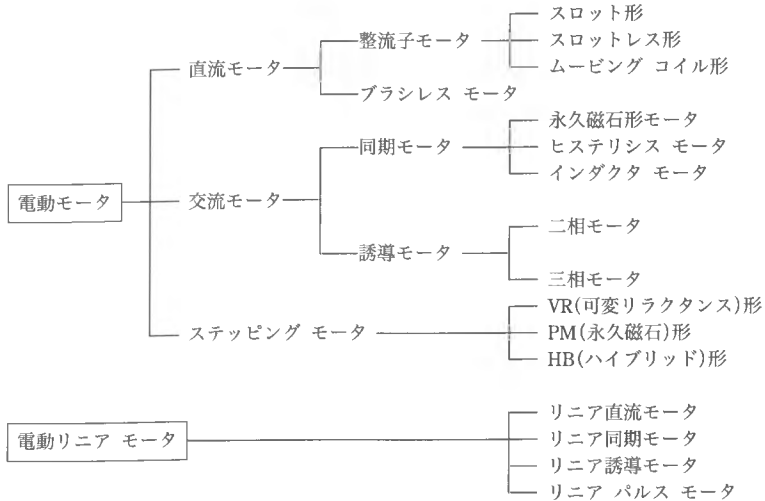 スロット形
整流子モータ
スロットレス形
直流モータ
ムービング コイル形
ブラシレス モータ
永久磁石形モータ
同期モータ
ヒステリシス モータ
インダクタ モータ
電動モータ
交流モータ
二相モータ
誘導モータ
三相モータ
VR(可変リラクタンス)形
ステッピング モータ
PM(永久磁石)形
HB(ハイブリッド)形
リニア直流モータ
電動リニア モータ
リニア同期モータ
リニア誘導モータ
リニア パルス モータ